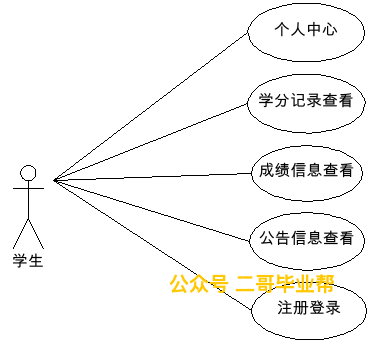 个人中心
学分记录查看
成绩信息查看
公告信息查看
学生
公众号 二哥毕业帮
注册登录